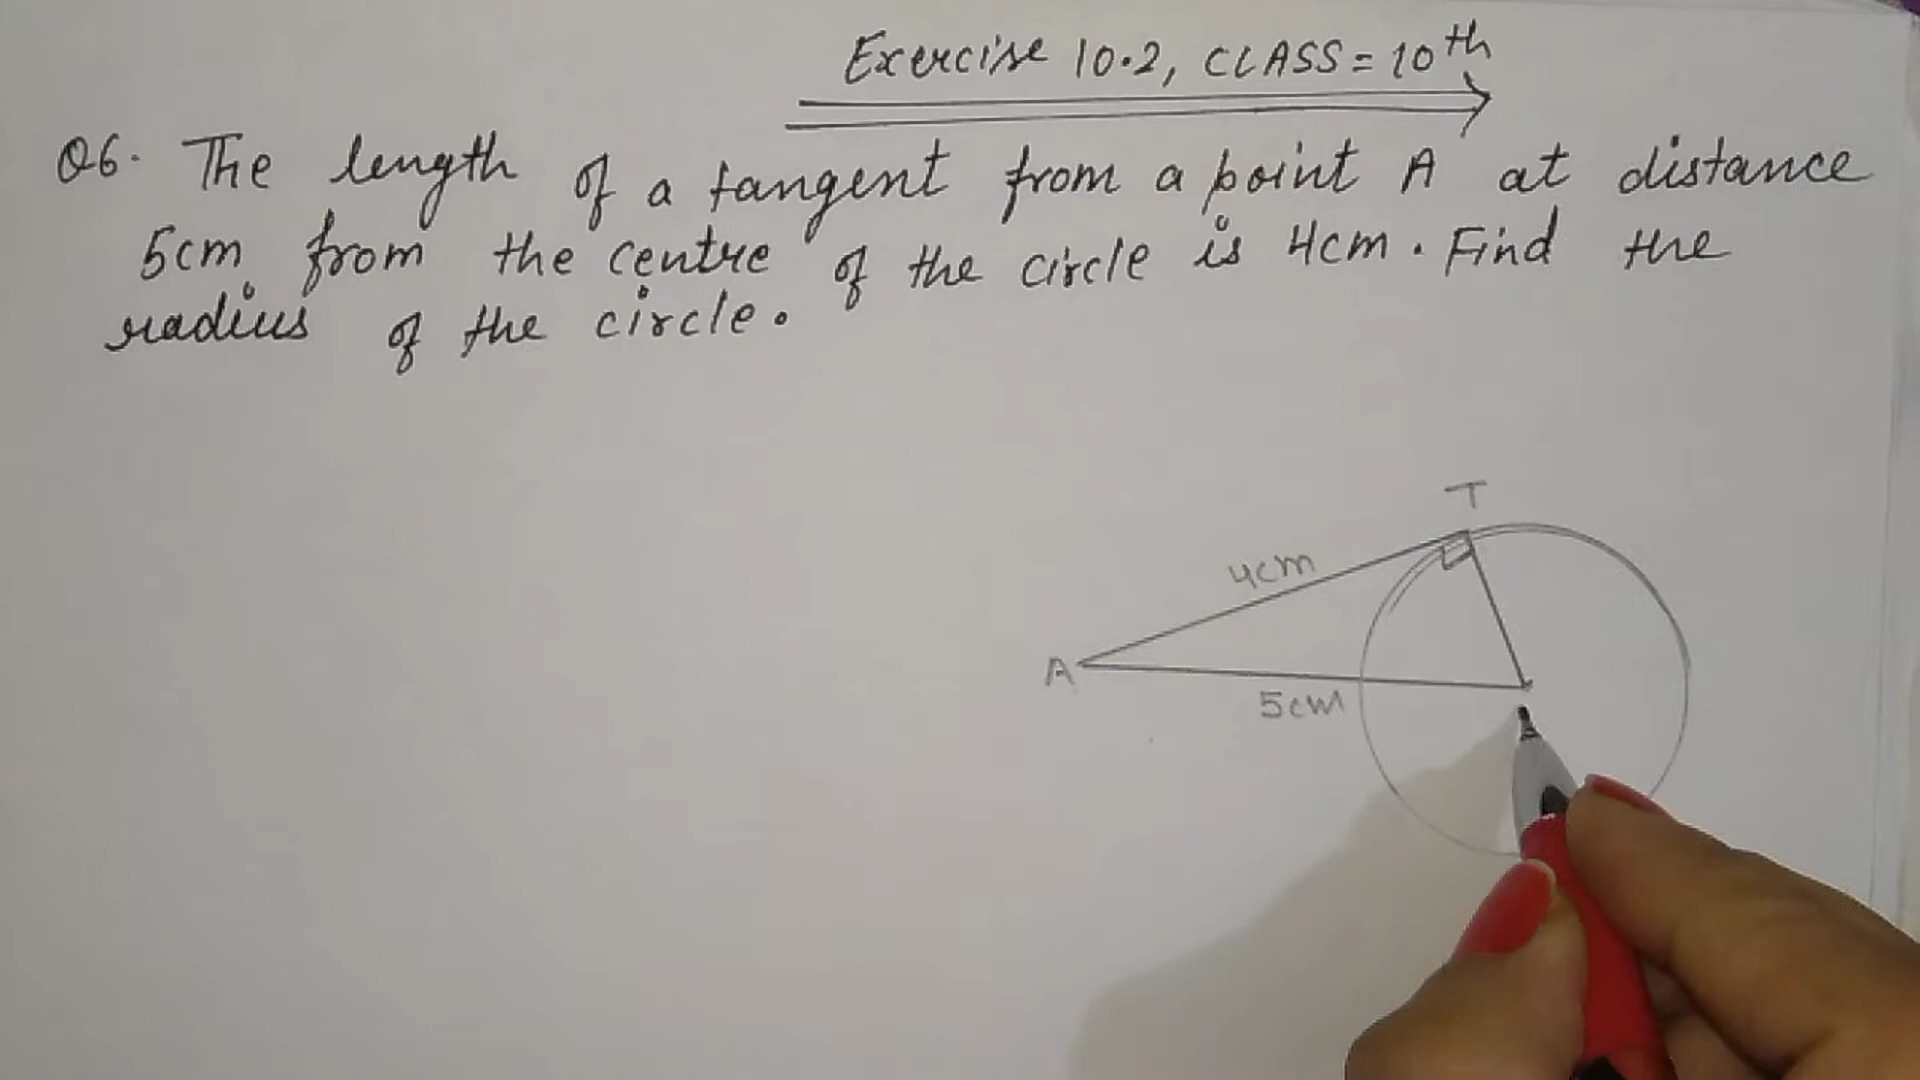 Exercise 10.2, CLASS = 10th
Q6. The length of a tangent from a point A at distance
5cm from the centre of the circle is 4cm. Find the
radius of the circle.
T
4cm
A
5cm